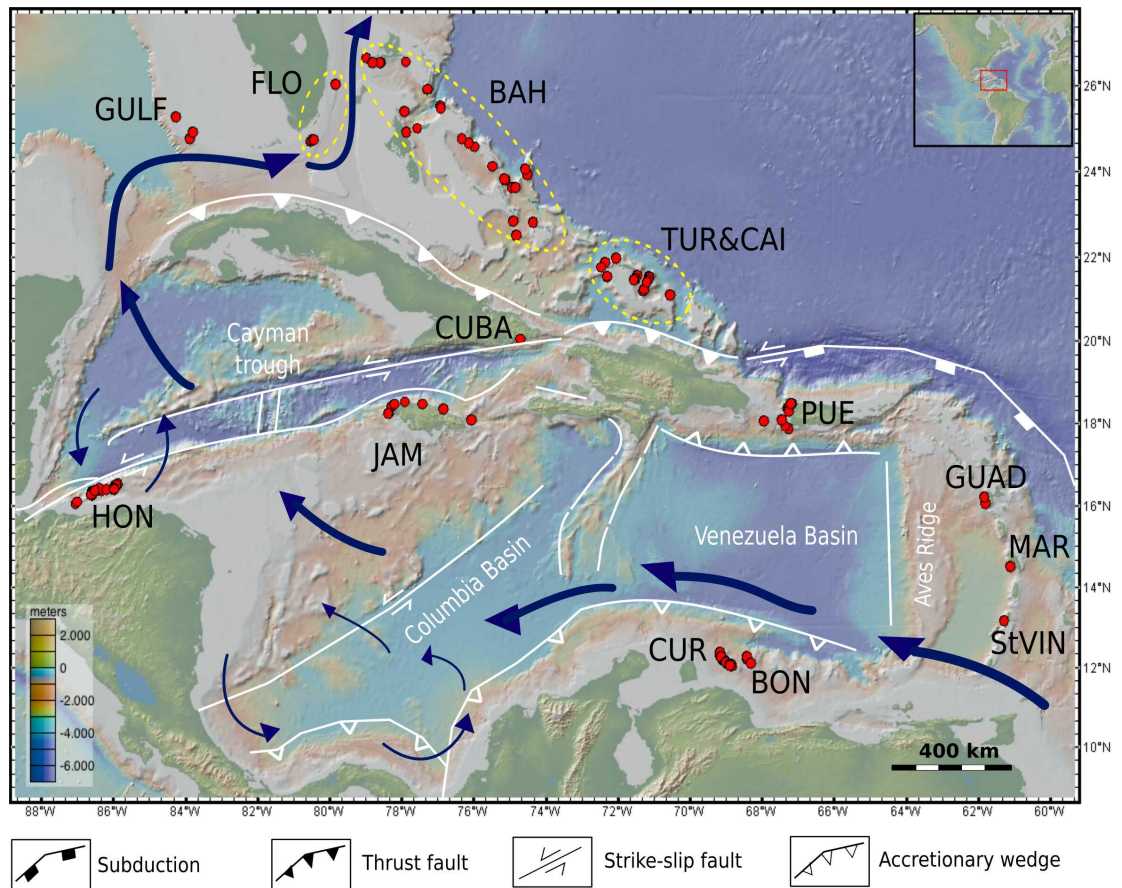 FLO
BAH
GULF
26°N
24°N
TUR&CAI
22°N
CUBA
Cayman
trough
20°N
PUE
18°N
JAM
GUAD
HON
16°N
Venezuela Basin
Aves Ridge
MAR
Columbia Basin
14°N
meters
2.000
0
-2.000
-4.000
-6.000
StVIN
CUR
BON
12°N
400 km
10°N
88°W 86°W 84°W 82°W 80°W 78°W 76°W 74°W 72°W 70°W 68°W 66°W 64°W 62°W 60°W
Subduction
Thrust fault
Strike-slip fault
Accretionary wedge